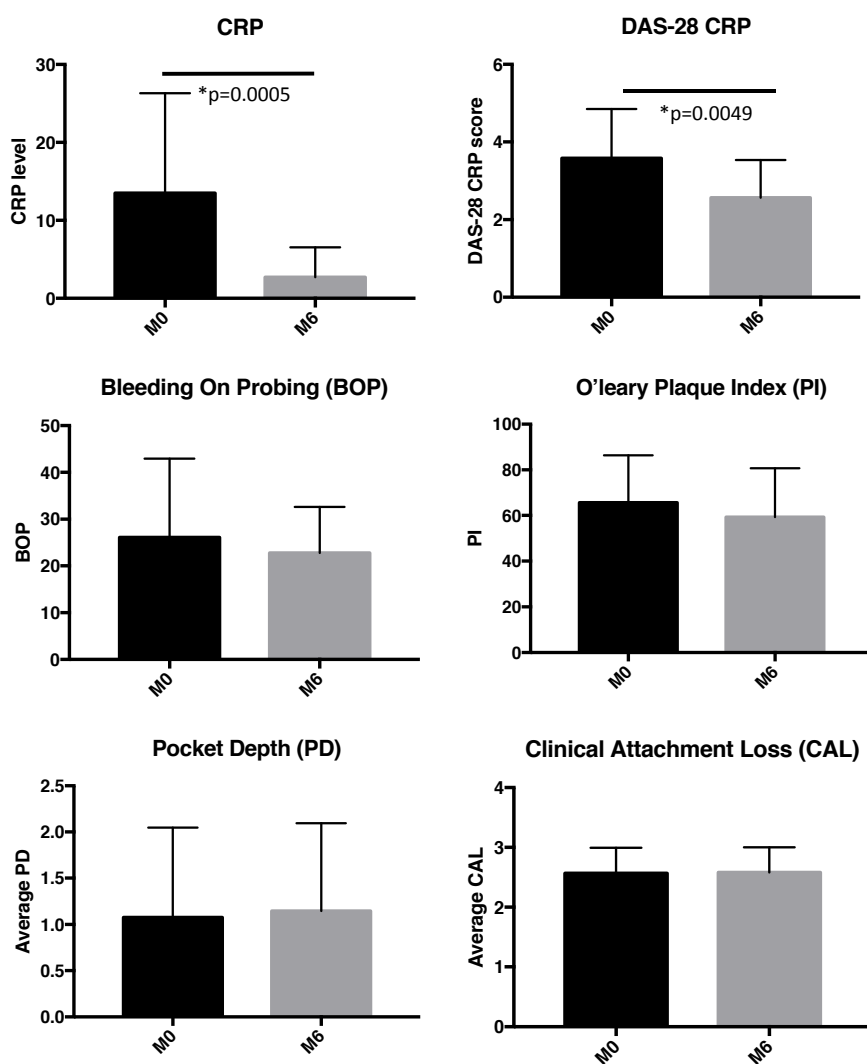 CRP
30
20
10
0
CRP level
*p=0.0005
M0
M6
DAS-28 CRP
6
4
2
0
DAS-28 CRP score
*p=0.0049
M0
M6
Bleeding On Probing (BOP)
50
40
30
20
10
0
BOP
M0
M6
O'leary Plaque Index (PI)
100
80
60
40
20
0
PI
M0
M6
Pocket Depth (PD)
2.5
2.0
1.5
1.0
0.5
0.0
Average PD
M0
M6
Clinical Attachment Loss (CAL)
4
3
2
1
0
Average CAL
M0
M6